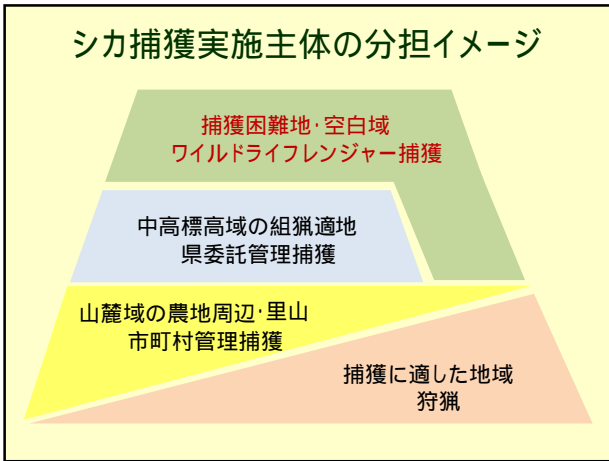 シカ捕獲実施主体の分担イメージ
捕獲困難地・空白域
ワイルドライフレンジャー捕獲
中高標高域の組猟適地
県委託管理捕獲
山麓域の農地周辺・里山
市町村管理捕獲
捕獲に適した地域
狩猟